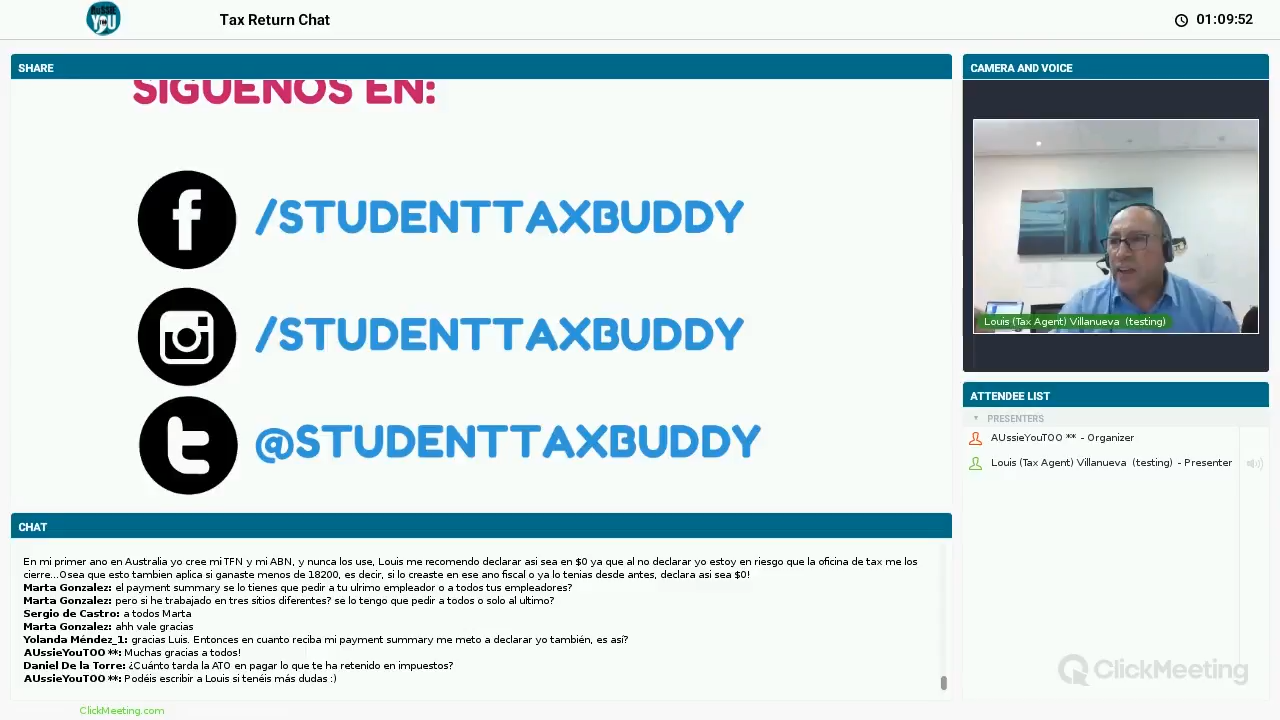 AUSSIE
YOU
TOO
Tax Return Chat
01:09:52
SHARE
SÍGUENOS EN:
f /STUDENTTAXBUDDY
/STUDENTTAXBUDDY
t @STUDENTTAXBUDDY
CHAT
En mi primer ano en Australia yo cree mi TFN y mi ABN, y nunca los use, Louis me recomendo declarar asi sea en $0 ya que al no declarar yo estoy en riesgo que la oficina de tax me los
cierre...Osea que esto tambien aplica si ganaste menos de 18200, es decir, si lo creaste en ese ano fiscal o ya lo tenias desde antes, declara asi sea $0!
Marta Gonzalez: el payment summary se lo tienes que pedir a tu ulrimo empleador o a todos tus empleadores?
Marta Gonzalez: pero si he trabajado en tres sitios diferentes? se lo tengo que pedir a todos o solo al ultimo?
Sergio de Castro: a todos Marta
Marta Gonzalez: ahh vale gracias
Yolanda Méndez_1: gracias Luis. Entonces en cuanto reciba mi payment summary me meto a declarar yo también, es así?
AUssieYouTOO **: Muchas gracias a todos!
Daniel De la Torre: ¿Cuánto tarda la ATO en pagar lo que te ha retenido en impuestos?
AUssieYouTOO **: Podéis escribir a Louis si tenéis más dudas :)
ClickMeeting.com
CAMERA AND VOICE
Louis (Tax Agent) Villanueva (testing)
ATTENDEE LIST
PRESENTERS
AUssieYouTOO ** - Organizer
Louis (Tax Agent) Villanueva (testing) - Presenter
ClickMeeting